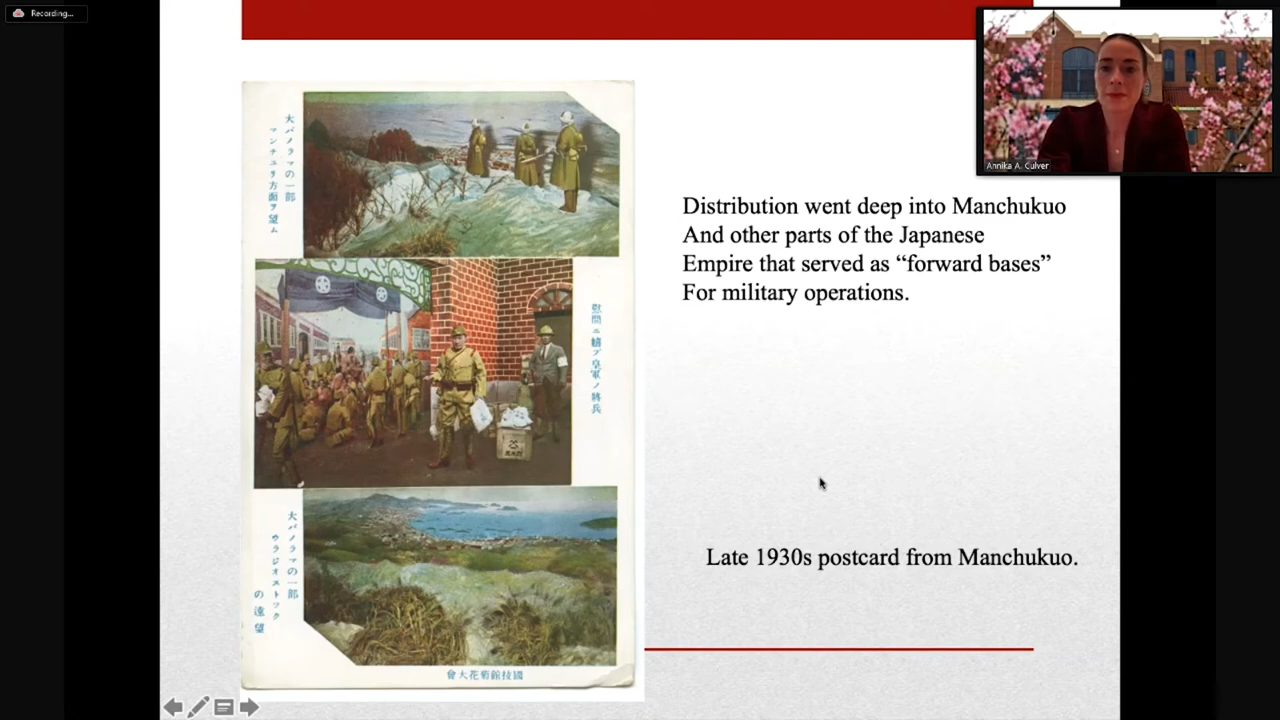 Recording...
Annika A. Culver
大パノラマの一部
マンチユリ方面ヲ望ム
Distribution went deep into Manchukuo
And other parts of the Japanese
Empire that served as “forward bases”
For military operations.
慰問ニ
皇軍ノ將兵
大パノラマの一部
ウラジオストツク
の遠望
Late 1930s postcard from Manchukuo.
會大花菊館技國